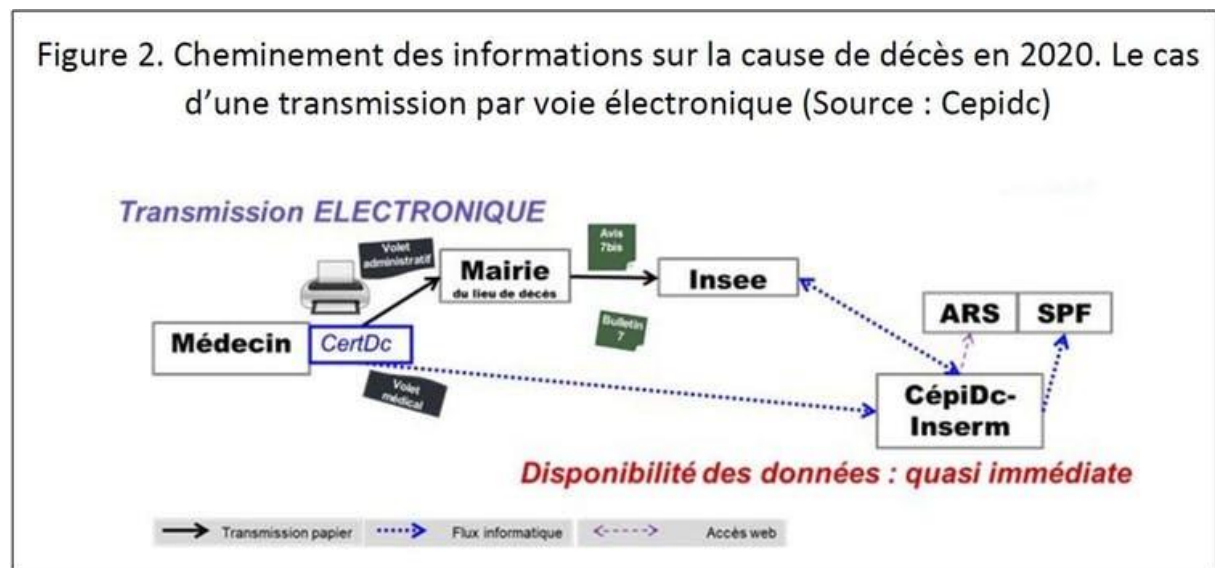 Figure 2. Cheminement des informations sur la cause de décès en 2020. Le cas
d'une transmission par voie électronique (Source : Cepidc)
Transmission ELECTRONIQUE
Volet
administratif
Avis
7bis
Mairie
du lieu de décès
Insee
Bulletin
7
ARS
SPF
Médecin
CertDc
Volet
médical
CépiDc-
Inserm
Disponibilité des données : quasi immédiate
Transmission papier
Flux informatique
Accès web